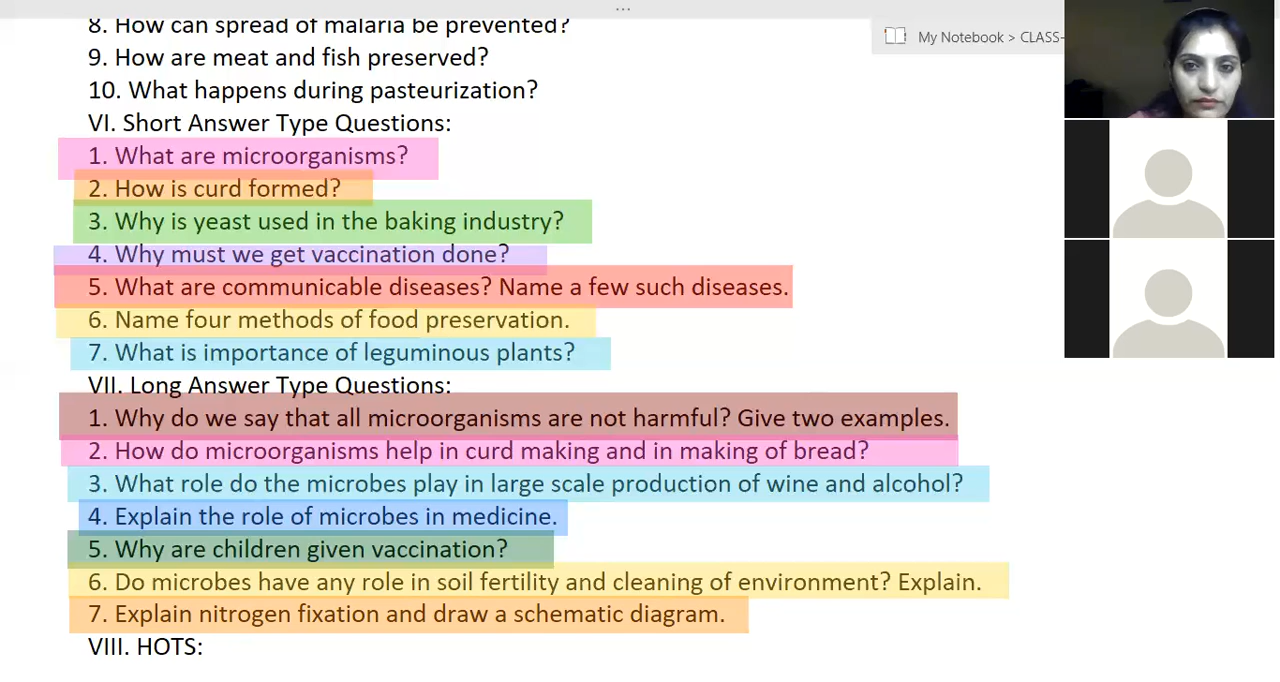 8. How can spread of malaria be prevented?
My Notebook > CLASS-
9. How are meat and fish preserved?
10. What happens during pasteurization?
VI. Short Answer Type Questions:
1. What are microorganisms?
2. How is curd formed?
3. Why is yeast used in the baking industry?
4. Why must we get vaccination done?
5. What are communicable diseases? Name a few such diseases.
6. Name four methods of food preservation.
7. What is importance of leguminous plants?
VII. Long Answer Type Questions:
1. Why do we say that all microorganisms are not harmful? Give two examples.
2. How do microorganisms help in curd making and in making of bread?
3. What role do the microbes play in large scale production of wine and alcohol?
4. Explain the role of microbes in medicine.
5. Why are children given vaccination?
6. Do microbes have any role in soil fertility and cleaning of environment? Explain.
7. Explain nitrogen fixation and draw a schematic diagram.
VIII. HOTS: